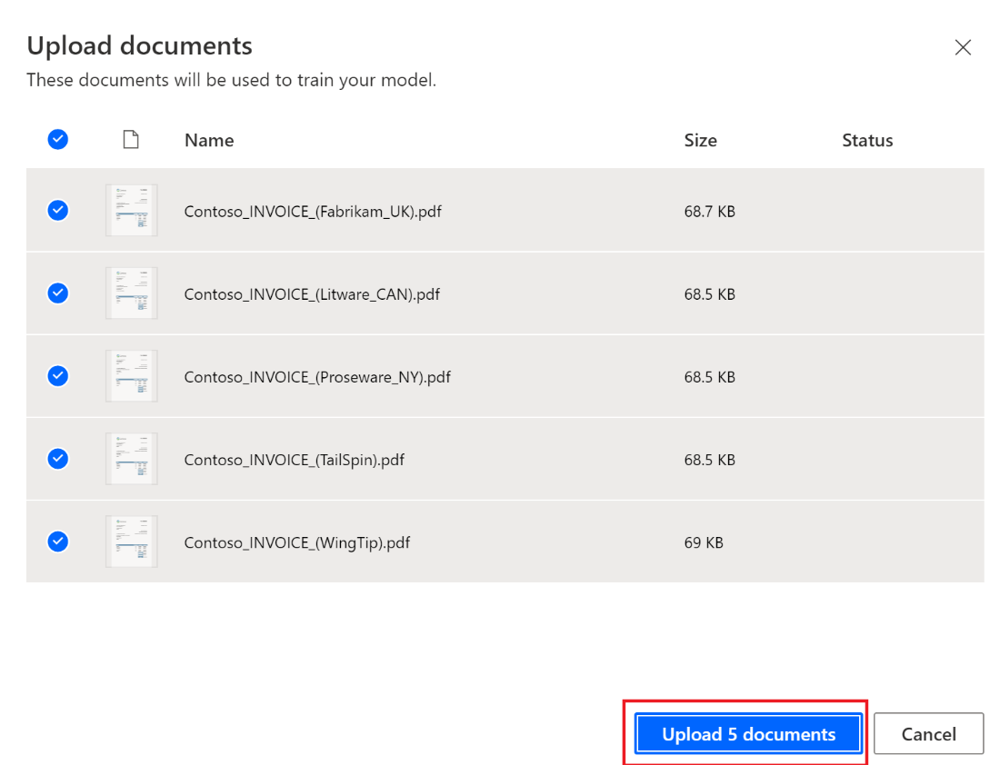 Upload documents
These documents will be used to train your model.
Name Size Status
Contoso_INVOICE_(Fabrikam_UK).pdf 68.7 KB
Contoso_INVOICE_(Litware_CAN).pdf 68.5 KB
Contoso_INVOICE_(Proseware_NY).pdf 68.5 KB
Contoso_INVOICE_(TailSpin).pdf 68.5 KB
Contoso_INVOICE_(WingTip).pdf 69 KB
Upload 5 documents Cancel